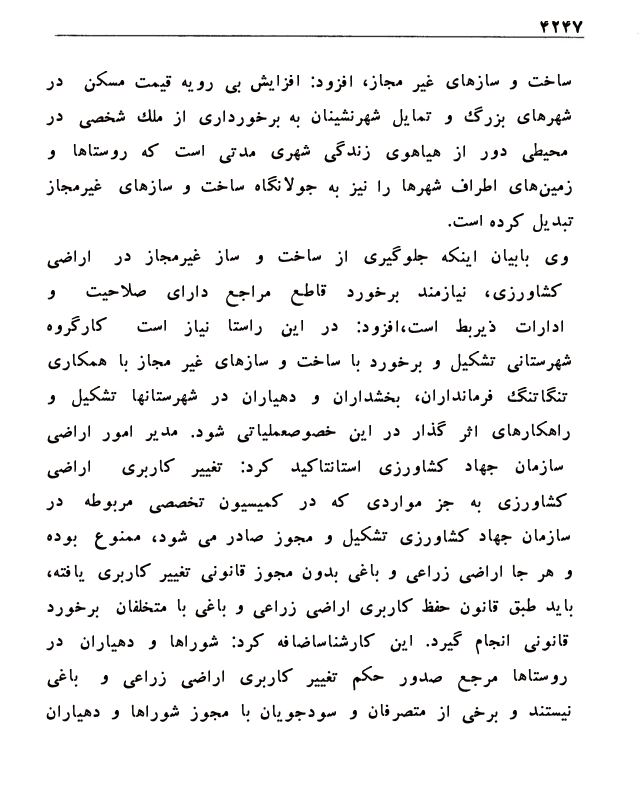 ۴۲۴۷
ساخت و سازهای غیر مجاز، افزود: افزایش بی رویه قیمت مسکن در
شهرهای بزرگ و تمایل شهرنشینان به برخورداری از ملك شخصی در
محیطی دور از هیاهوی زندگی شهری مدتی است که روستاها و
زمین‌های اطراف شهرها را نیز به جولانگاه ساخت و سازهای غیرمجاز
تبدیل کرده است.
وی بابیان اینکه جلوگیری از ساخت و ساز غیرمجاز در اراضی
کشاورزی، نیازمند برخورد قاطع مراجع دارای صلاحیت و
ادارات ذیربط است،افزود: در این راستا نیاز است کارگروه
شهرستانی تشکیل و برخورد با ساخت و سازهای غیر مجاز با همکاری
تنگاتنگ فرمانداران، بخشداران و دهیاران در شهرستانها تشکیل و
راهکارهای اثر گذار در این خصوصعملیاتی شود. مدیر امور اراضی
سازمان جهاد کشاورزی استانتاکید کرد: تغییر کاربری اراضی
کشاورزی به جز مواردی که در کمیسیون تخصصی مربوطه در
سازمان جهاد کشاورزی تشکیل و مجوز صادر می شود، ممنوع بوده
و هر جا اراضی زراعی و باغی بدون مجوز قانونی تغییر کاربری یافته،
باید طبق قانون حفظ کاربری اراضی زراعی و باغی با متخلفان برخورد
قانونی انجام گیرد. این کارشناساضافه کرد: شوراها و دهیاران در
روستاها مرجع صدور حکم تغییر کاربری اراضی زراعی و باغی
نیستند و برخی از متصرفان و سودجویان با مجوز شوراها و دهیاران